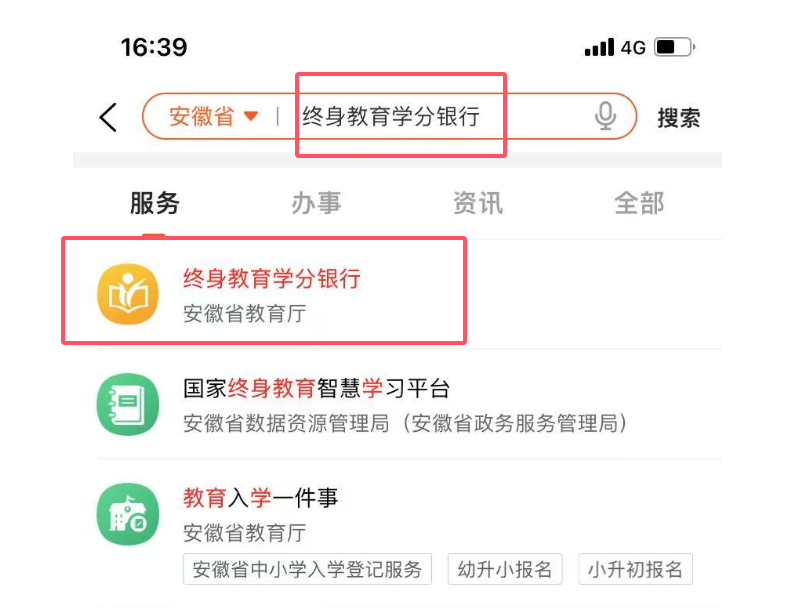 16:39 4G
安徽省 终身教育学分银行 搜索
服务 办事 资讯 全部
终身教育学分银行
安徽省教育厅
国家终身教育智慧学习平台
安徽省数据资源管理局（安徽省政务服务管理局）
教育入学一件事
安徽省教育厅
安徽省中小学入学登记服务 幼升小报名 小升初报名